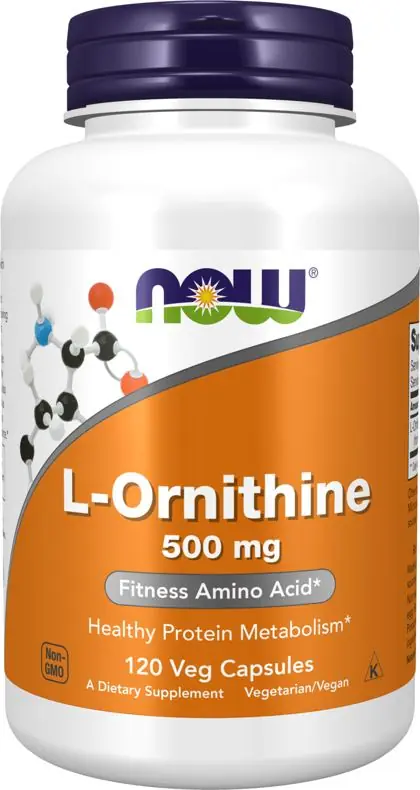 NOW®
L-Ornithine
500 mg
Fitness Amino Acid*
Healthy Protein Metabolism*
Non-
GMO
120 Veg Capsules
A Dietary Supplement Vegetarian/Vegan
K